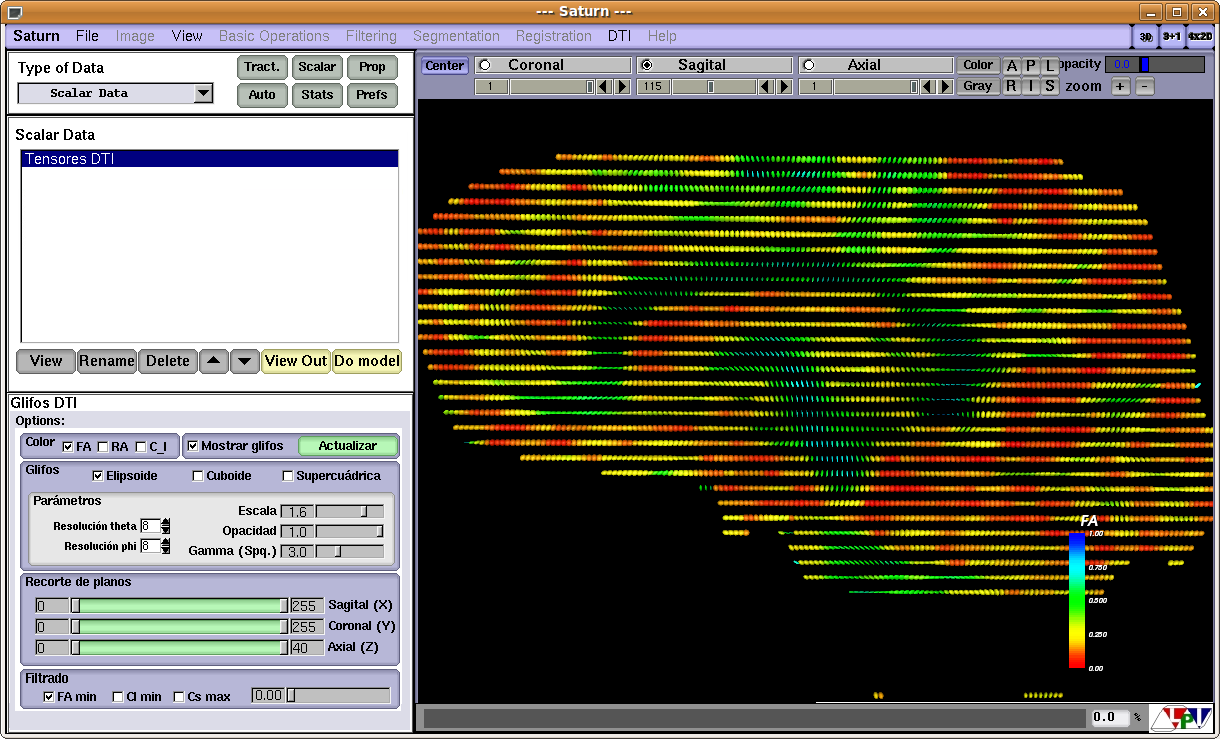 --- Saturn ---
Saturn File Image View Basic Operations Filtering Segmentation Registration DTI Help 3D 3+1 4x2D
Type of Data
Scalar Data
Tract. Scalar Prop
Auto Stats Prefs
Center Coronal Sagital Axial Color A P L opacity 0.0
1 115 1 Gray R I S zoom + -
Scalar Data
Tensores DTI
View Rename Delete View Out Do model
Glifos DTI
Options:
Color FA RA C_l Mostrar glifos Actualizar
Glifos
Elipsoide Cuboide Supercuádrica
Parámetros
Escala 1.6
Resolución theta 8
Opacidad 1.0
Resolución phi 8
Gamma (Spq.) 3.0
Recorte de planos
0 255 Sagital (X)
0 255 Coronal (Y)
0 40 Axial (Z)
Filtrado
FA min Cl min Cs max 0.00
FA
1.00
0.750
0.500
0.250
0.00
0.0 %
LPI